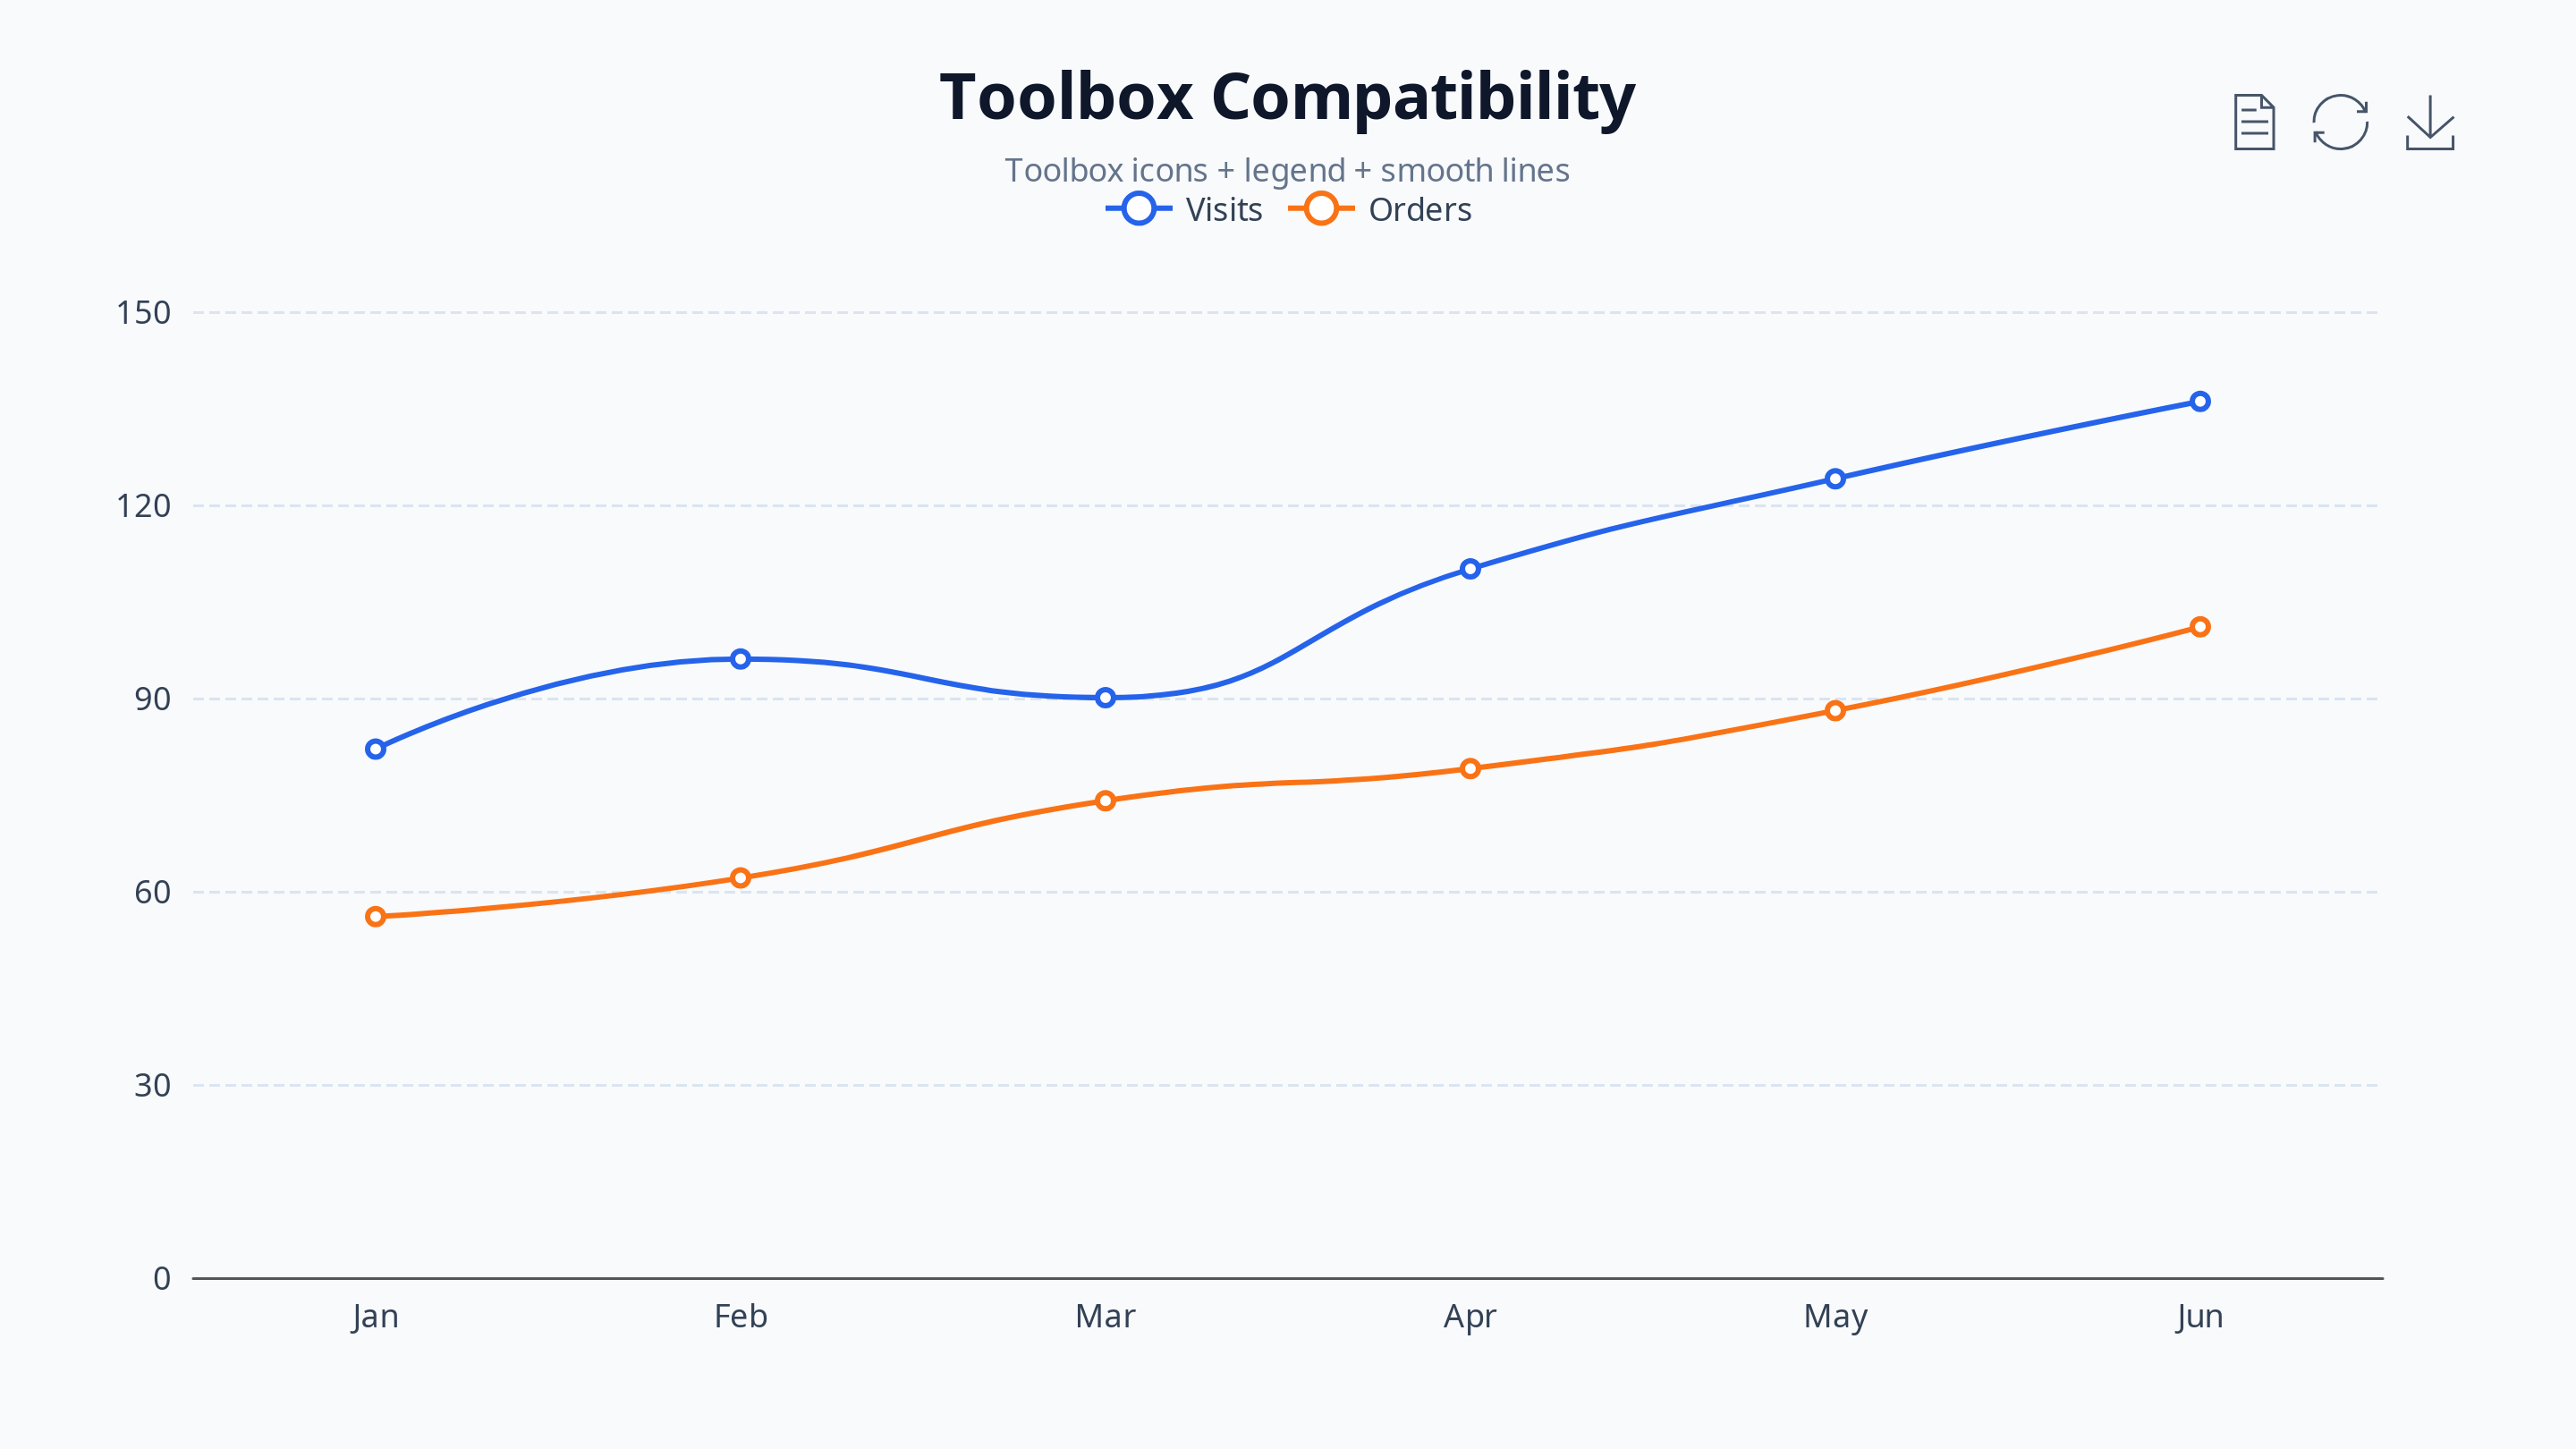 Toolbox Compatibility
Toolbox icons + legend + smooth lines
Visits Orders
150
120
90
60
30
0
Jan Feb Mar Apr May Jun